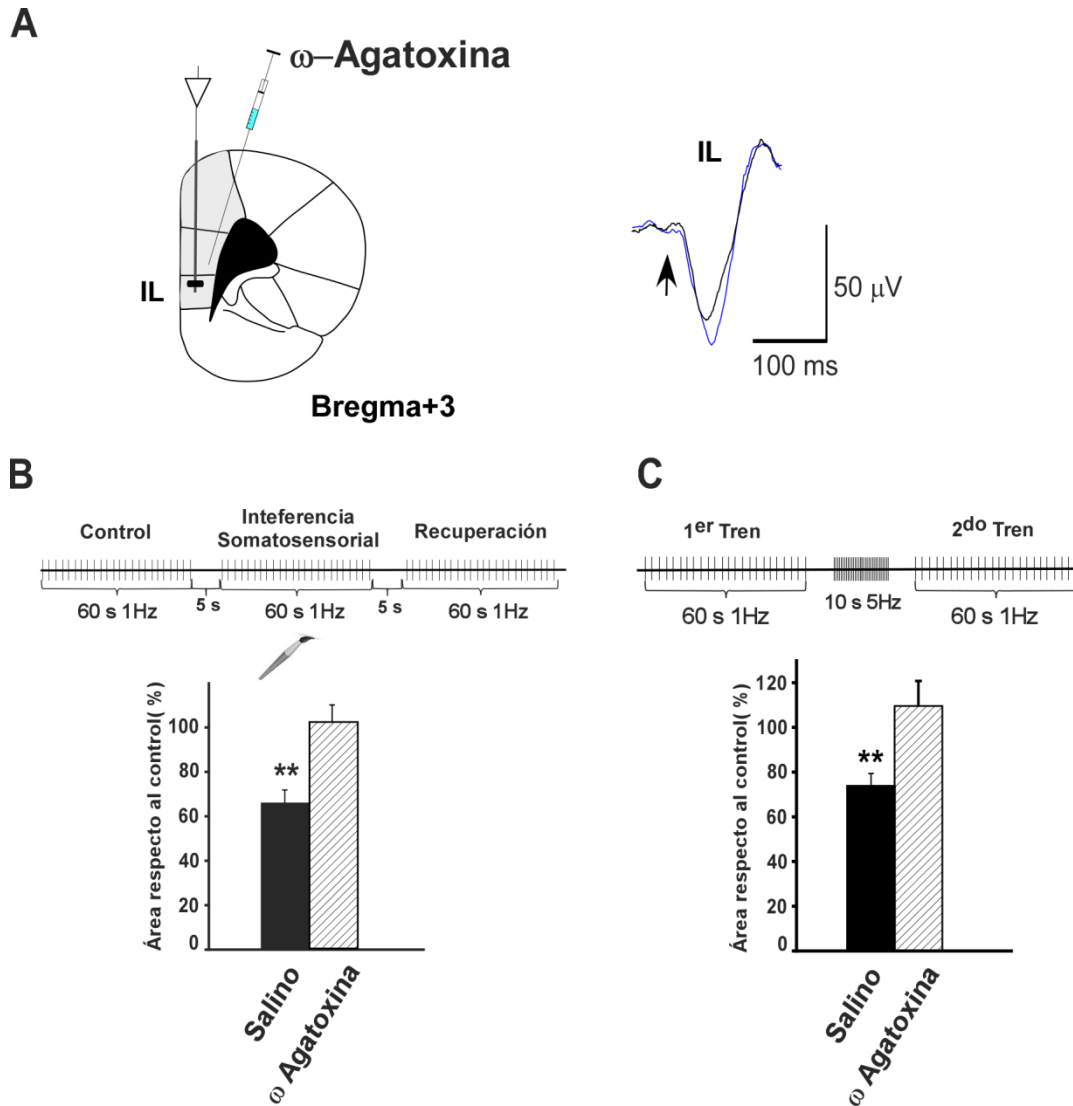 A
ω–Agatoxina
IL
IL
50 μV
100 ms
Bregma+3
B
Control
Inteferencia
Somatosensorial
Recuperación
60 s 1Hz
5 s
60 s 1Hz
5 s
60 s 1Hz
Área respecto al control( %)
100
80
60
40
20
0
**
Salino
ω Agatoxina
C
1er Tren
2do Tren
60 s 1Hz
10 s 5Hz
60 s 1Hz
Área respecto al control( %)
120
100
80
60
40
20
0
**
Salino
ω Agatoxina